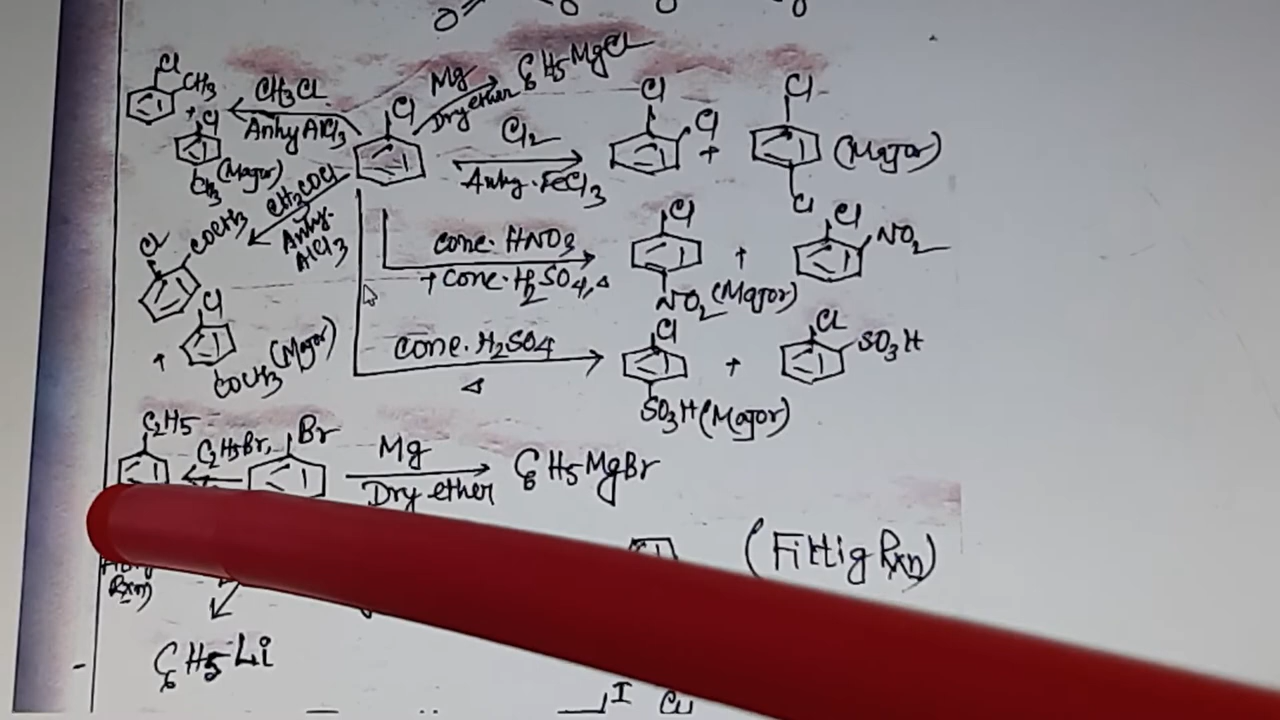 O O O O
Cl
CH3
+
Cl
CH3 (Major)
CH3Cl
Anhy AlCl3
Cl
Mg
Dry ether
C6H5MgCl
Cl2
Anhy. FeCl3
Cl
Cl
+
Cl
Cl
(Major)
CH3COCl
Anhy.
AlCl3
Cl
COCH3
+
Cl
COCH3 (Major)
conc. HNO3
+ Conc. H2SO4, Δ
Cl
NO2 (Major)
+
Cl
NO2
Conc. H2SO4
Δ
Cl
SO3H (Major)
+
Cl
SO3H
C2H5
C2H5Br,
Br
Mg
Dry ether
C6H5MgBr
(Fittig Rxn)
Rxn)
C6H5Li
I
Cu